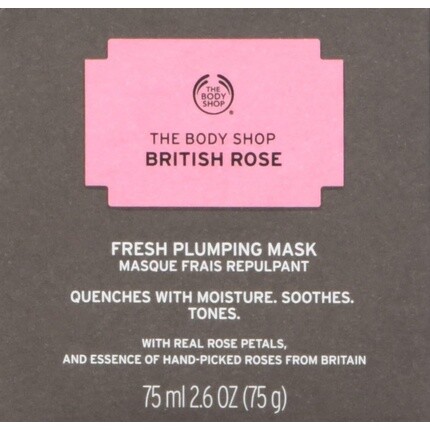 THE
BODY
SHOP
®
THE BODY SHOP
BRITISH ROSE
FRESH PLUMPING MASK
MASQUE FRAIS REPULPANT
QUENCHES WITH MOISTURE. SOOTHES.
TONES.
WITH REAL ROSE PETALS,
AND ESSENCE OF HAND-PICKED ROSES FROM BRITAIN
75 ml 2.6 OZ (75 g)